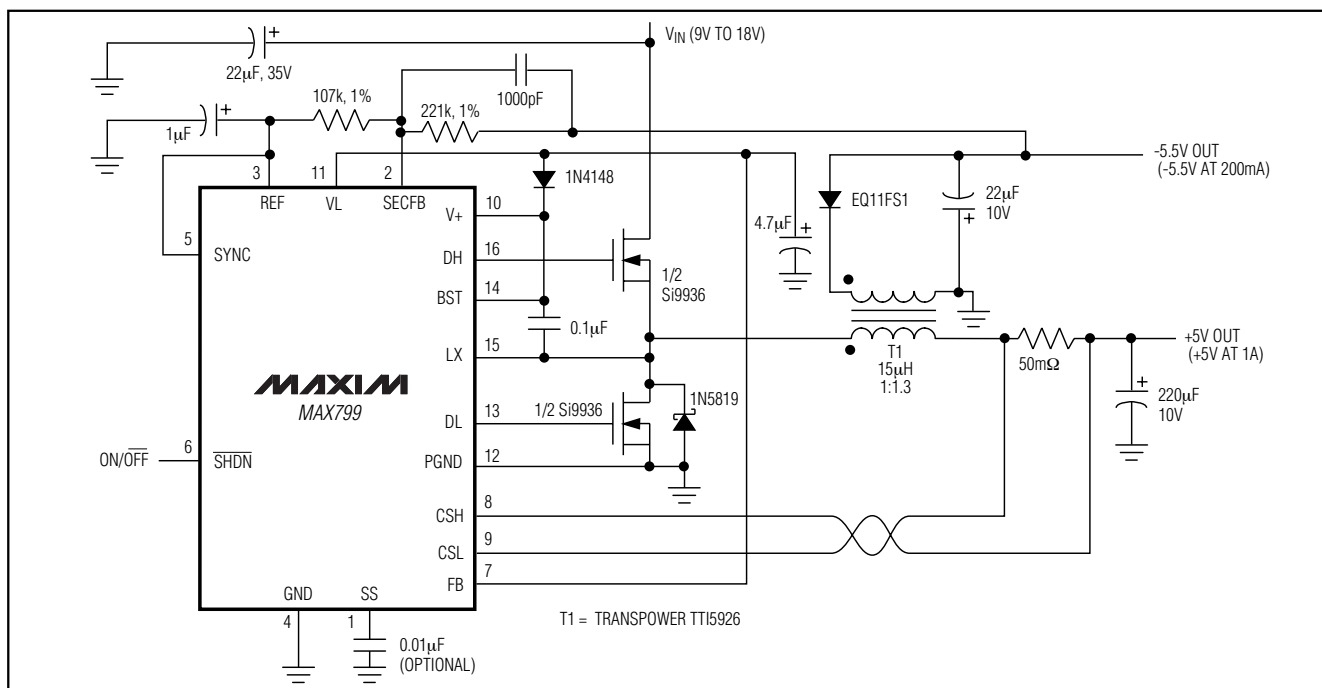 VIN (9V TO 18V)
+
22µF, 35V
107k, 1%
1000pF
221k, 1%
+
1µF
-5.5V OUT
(-5.5V AT 200mA)
3
11
2
1N4148
REF
VL
SECFB
EQ11FS1
22µF
10V
+
4.7µF
+
10
V+
5
SYNC
16
DH
1/2
Si9936
14
BST
0.1µF
15
LX
T1
15µH
1:1.3
50mΩ
+5V OUT
(+5V AT 1A)
+
220µF
10V
MAXIM
MAX799
1N5819
13
DL
1/2 Si9936
ON/OFF
6
SHDN
12
PGND
8
CSH
9
CSL
7
FB
GND
SS
4
1
T1 = TRANSPOWER TTI5926
0.01µF
(OPTIONAL)